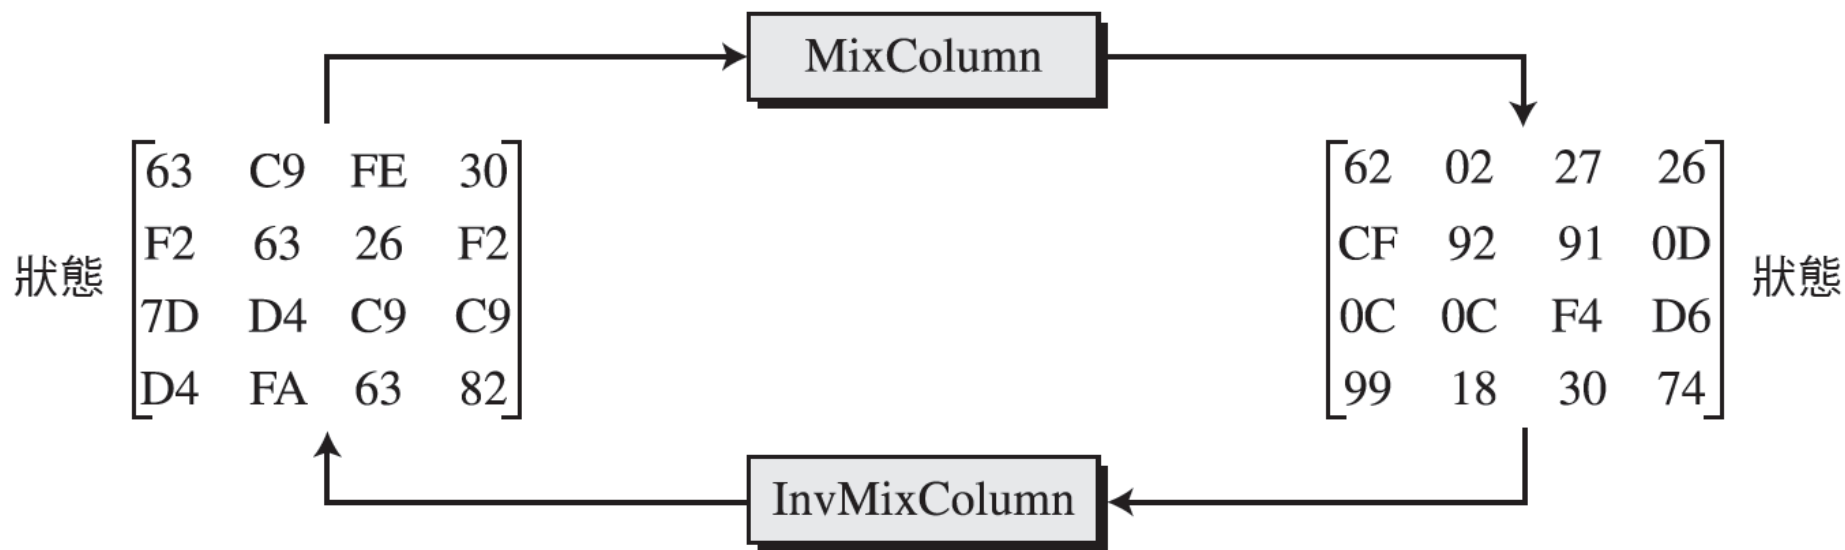 MixColumn
63 C9 FE 30
F2 63 26 F2
7D D4 C9 C9
D4 FA 63 82
狀態
62 02 27 26
CF 92 91 0D
0C 0C F4 D6
99 18 30 74
狀態
InvMixColumn